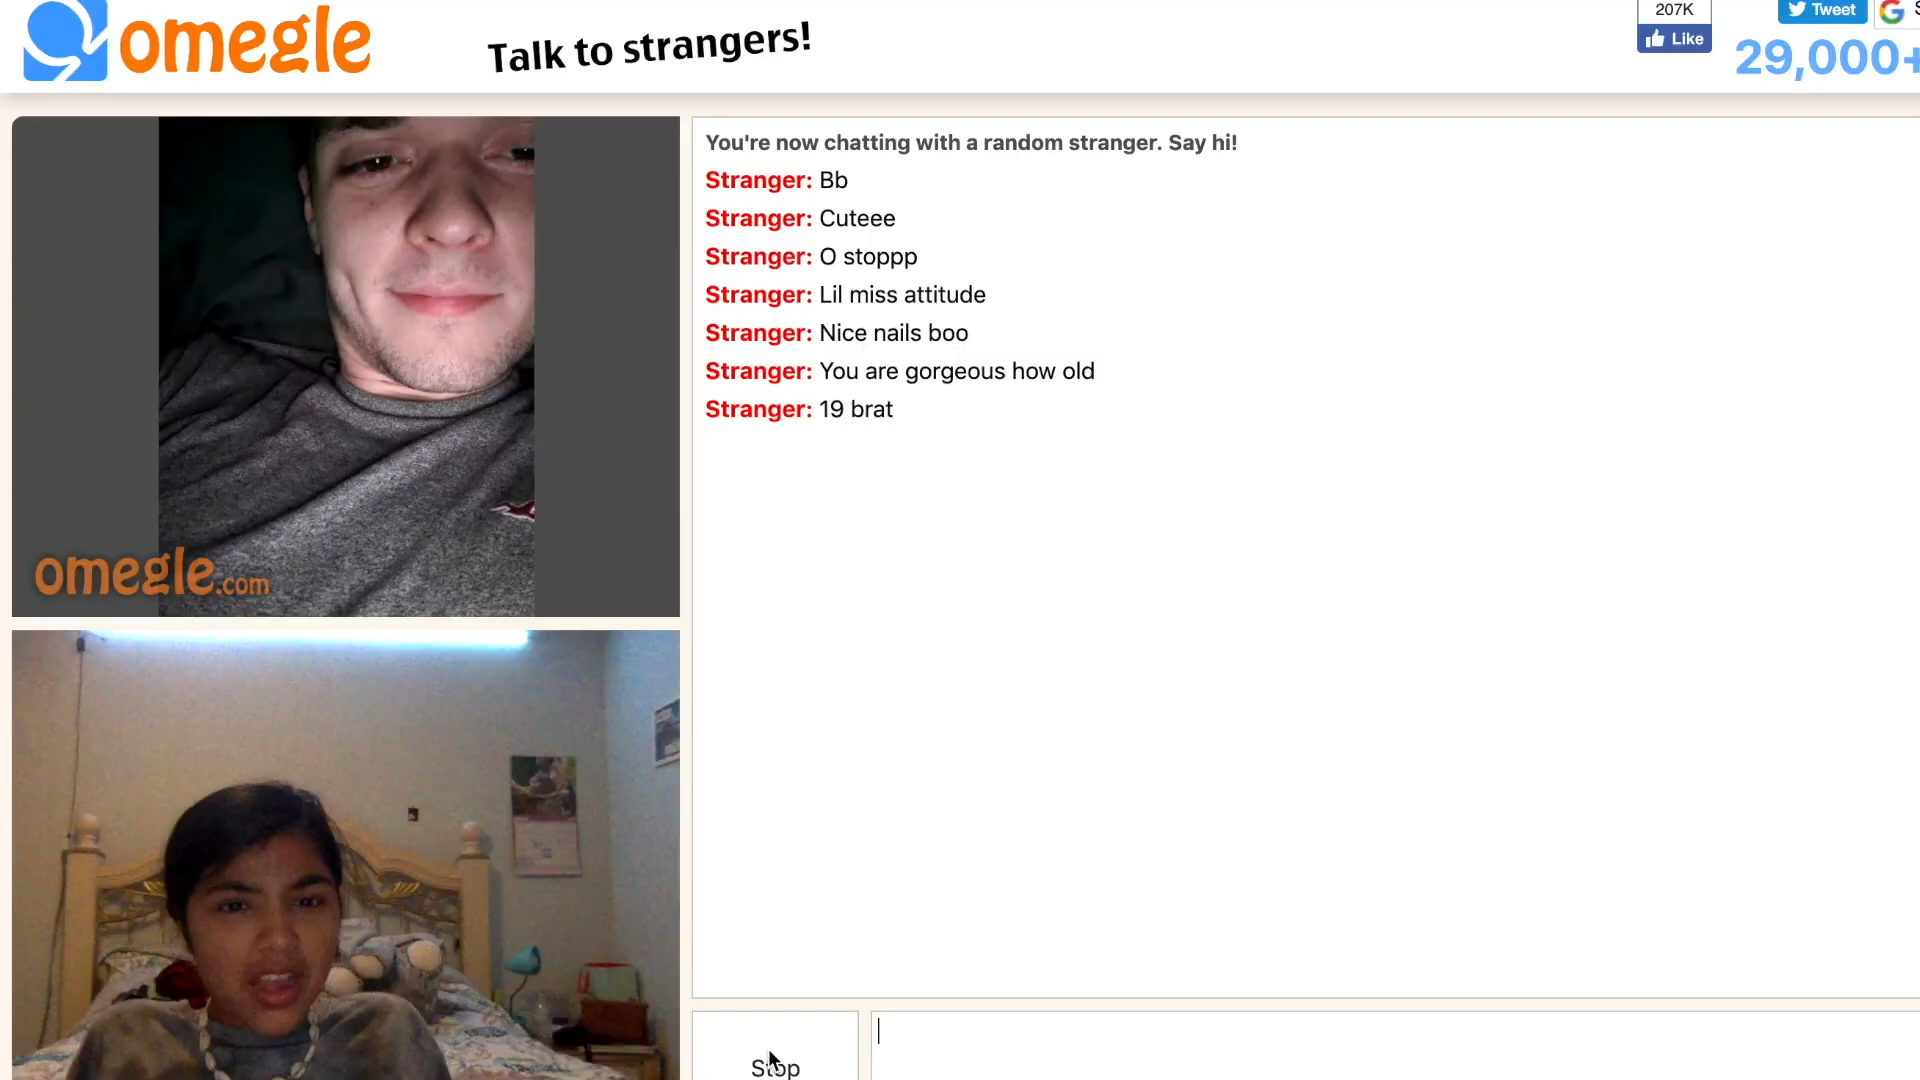 omegle
Talk to strangers!
207K
Like
Tweet
29,000+
You're now chatting with a random stranger. Say hi!
Stranger: Bb
Stranger: Cuteee
Stranger: O stoppp
Stranger: Lil miss attitude
Stranger: Nice nails boo
Stranger: You are gorgeous how old
Stranger: 19 brat
omegle.com
Stop